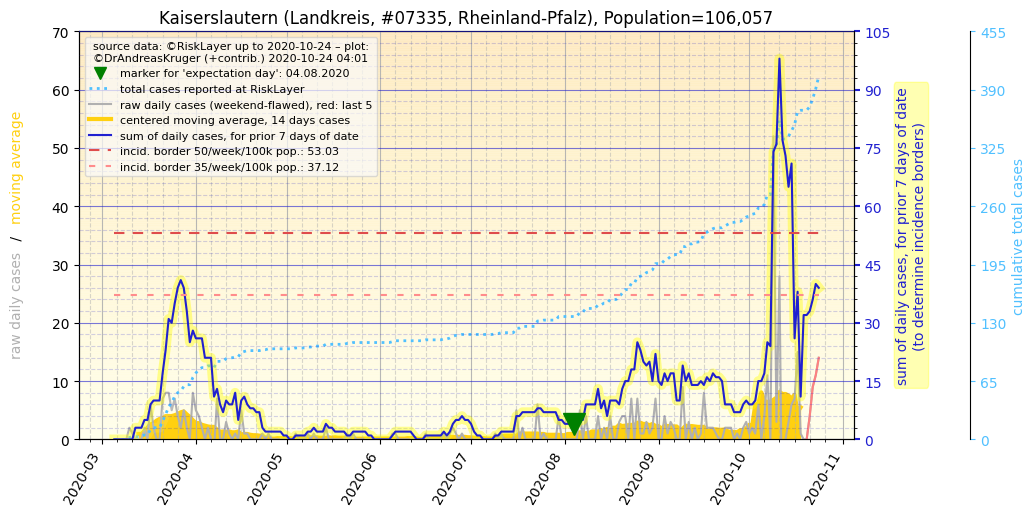 Kaiserslautern (Landkreis, #07335, Rheinland-Pfalz), Population=106,057
source data: ©RiskLayer up to 2020-10-24 – plot:
©DrAndreasKruger (+contrib.) 2020-10-24 04:01
marker for 'expectation day': 04.08.2020
total cases reported at RiskLayer
raw daily cases (weekend-flawed), red: last 5
centered moving average, 14 days cases
sum of daily cases, for prior 7 days of date
incid. border 50/week/100k pop.: 53.03
incid. border 35/week/100k pop.: 37.12
raw daily cases / moving average
70
60
50
40
30
20
10
0
105
90
75
60
45
30
15
0
sum of daily cases, for prior 7 days of date
(to determine incidence borders)
455
390
325
260
195
130
65
0
cumulative total cases
2020-03
2020-04
2020-05
2020-06
2020-07
2020-08
2020-09
2020-10
2020-11